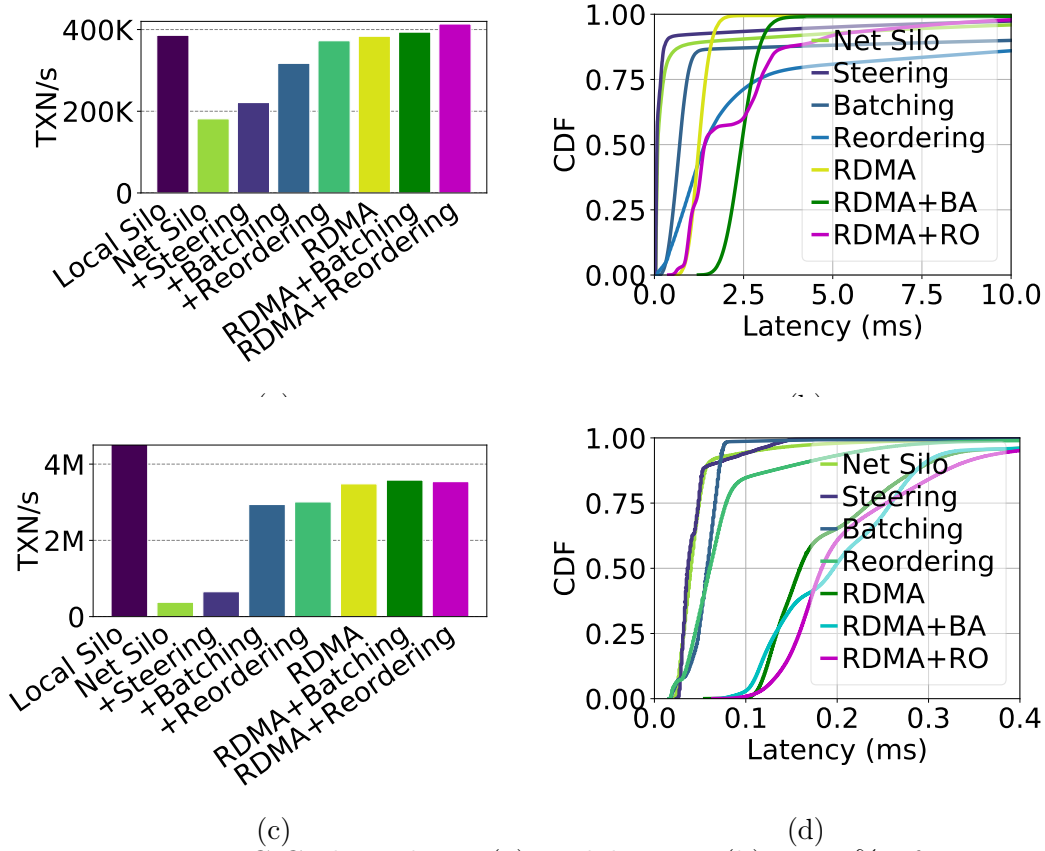 400K
200K
0
TXN/s
Local Silo
Net Silo
+Steering
+Batching
+Reordering
RDMA
RDMA+Batching
RDMA+Reordering
1.00
0.75
0.50
0.25
0.00
CDF
Net Silo
Steering
Batching
Reordering
RDMA
RDMA+BA
RDMA+RO
0.0 2.5 5.0 7.5 10.0
Latency (ms)
4M
2M
0
TXN/s
Local Silo
Net Silo
+Steering
+Batching
+Reordering
RDMA
RDMA+Batching
RDMA+Reordering
(c)
1.00
0.75
0.50
0.25
0.00
CDF
Net Silo
Steering
Batching
Reordering
RDMA
RDMA+BA
RDMA+RO
0.0 0.1 0.2 0.3 0.4
Latency (ms)
(d)